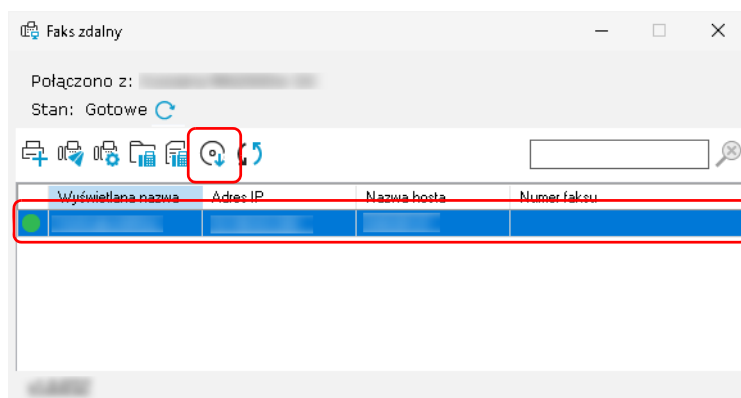 Faks zdalny
Połączono z:
Stan: Gotowe
Wyświetlana nazwa Adres IP Nazwa hosta Numer faksu